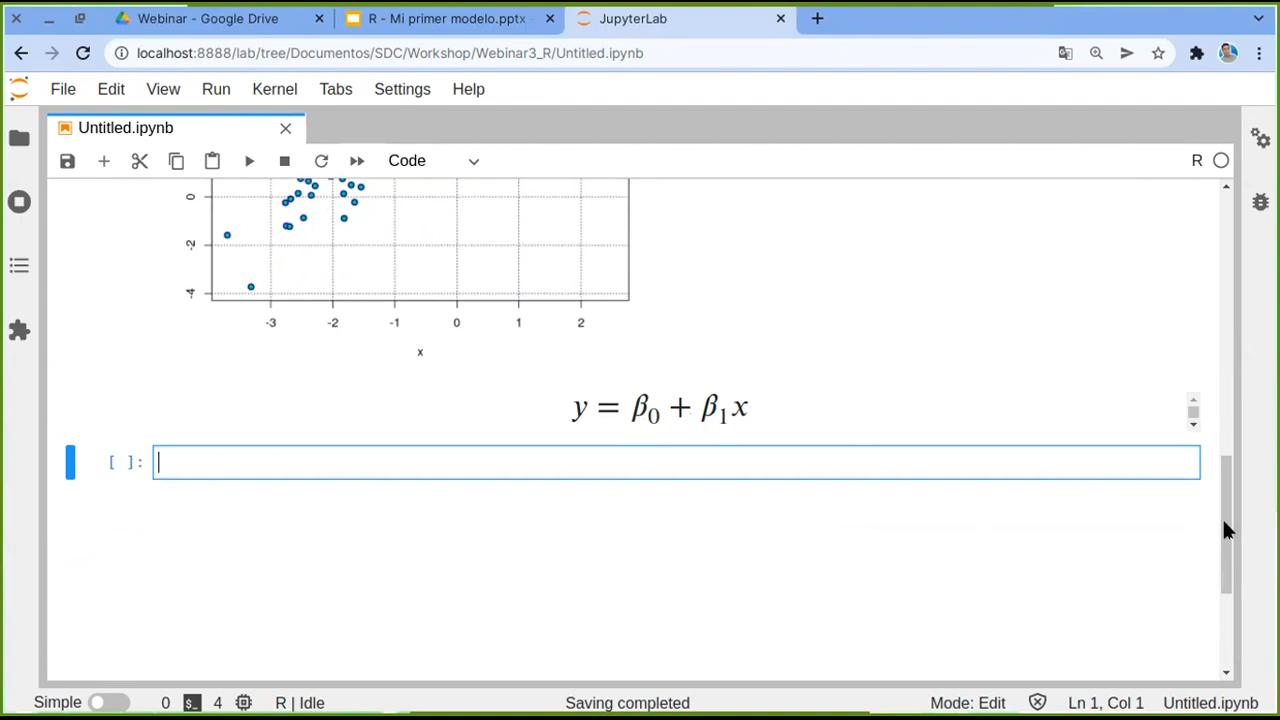 Webinar - Google Drive
R - Mi primer modelo.pptx -
JupyterLab
localhost:8888/lab/tree/Documentos/SDC/Workshop/Webinar3_R/Untitled.ipynb
File Edit View Run Kernel Tabs Settings Help
Untitled.ipynb
Code
R
0
-2
-4
-3 -2 -1 0 1 2
x
y = β₀ + β₁x
[ ]:
Simple 0 4 R | Idle Saving completed Mode: Edit Ln 1, Col 1 Untitled.ipynb